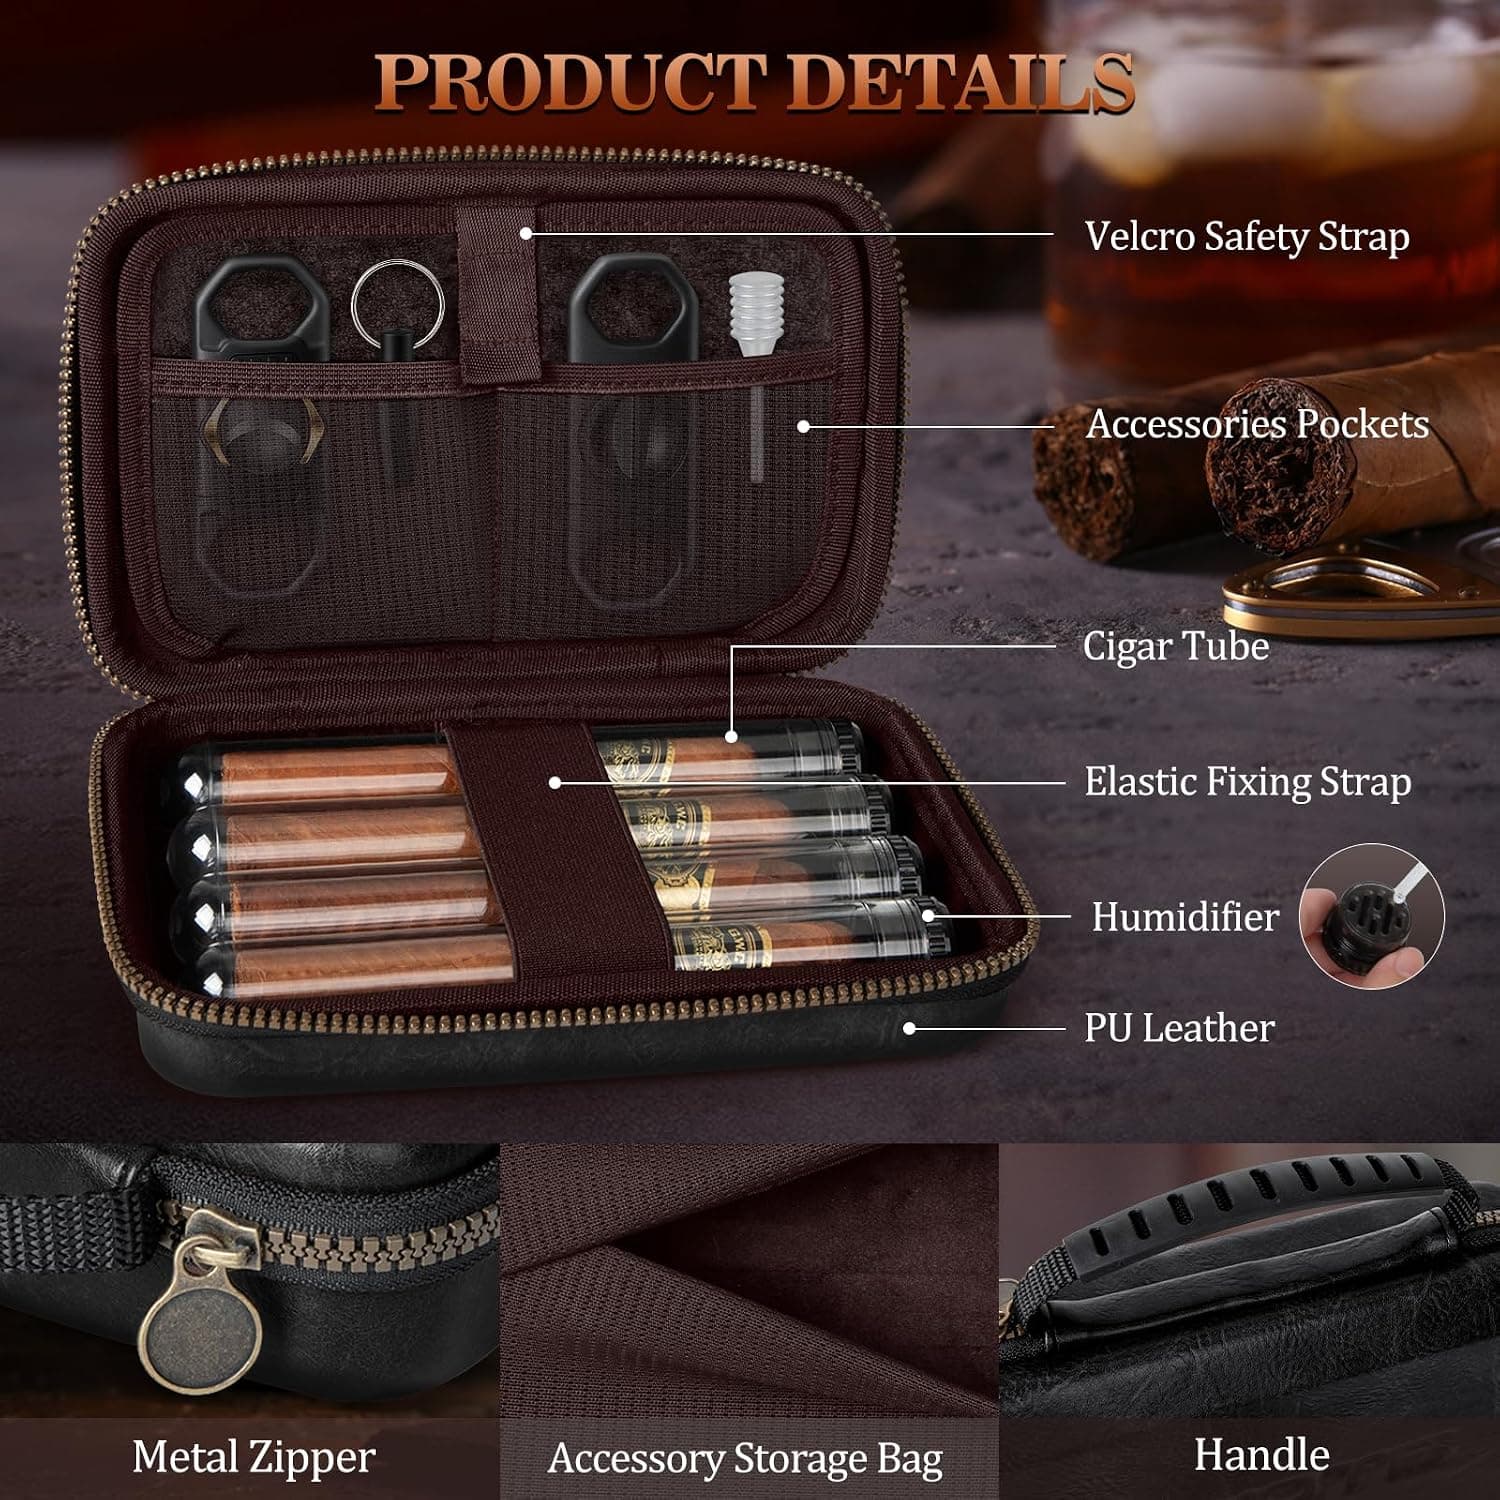 PRODUCT DETAILS
Velcro Safety Strap
Accessories Pockets
Cigar Tube
Elastic Fixing Strap
Humidifier
PU Leather
Metal Zipper
Accessory Storage Bag
Handle